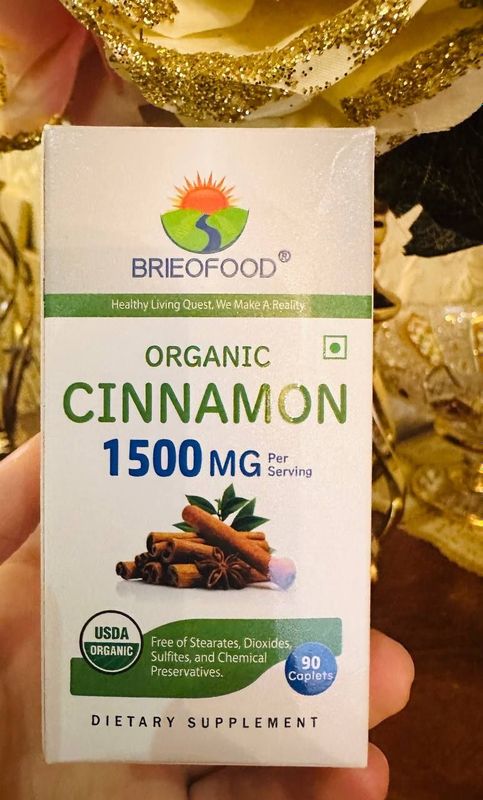 BRIEOFOOD®
Healthy Living Quest, We Make A Reality.
ORGANIC
CINNAMON
1500 MG Per Serving
USDA
ORGANIC
Free of Stearates, Dioxides,
Sulfites, and Chemical
Preservatives.
90
Caplets
DIETARY SUPPLEMENT